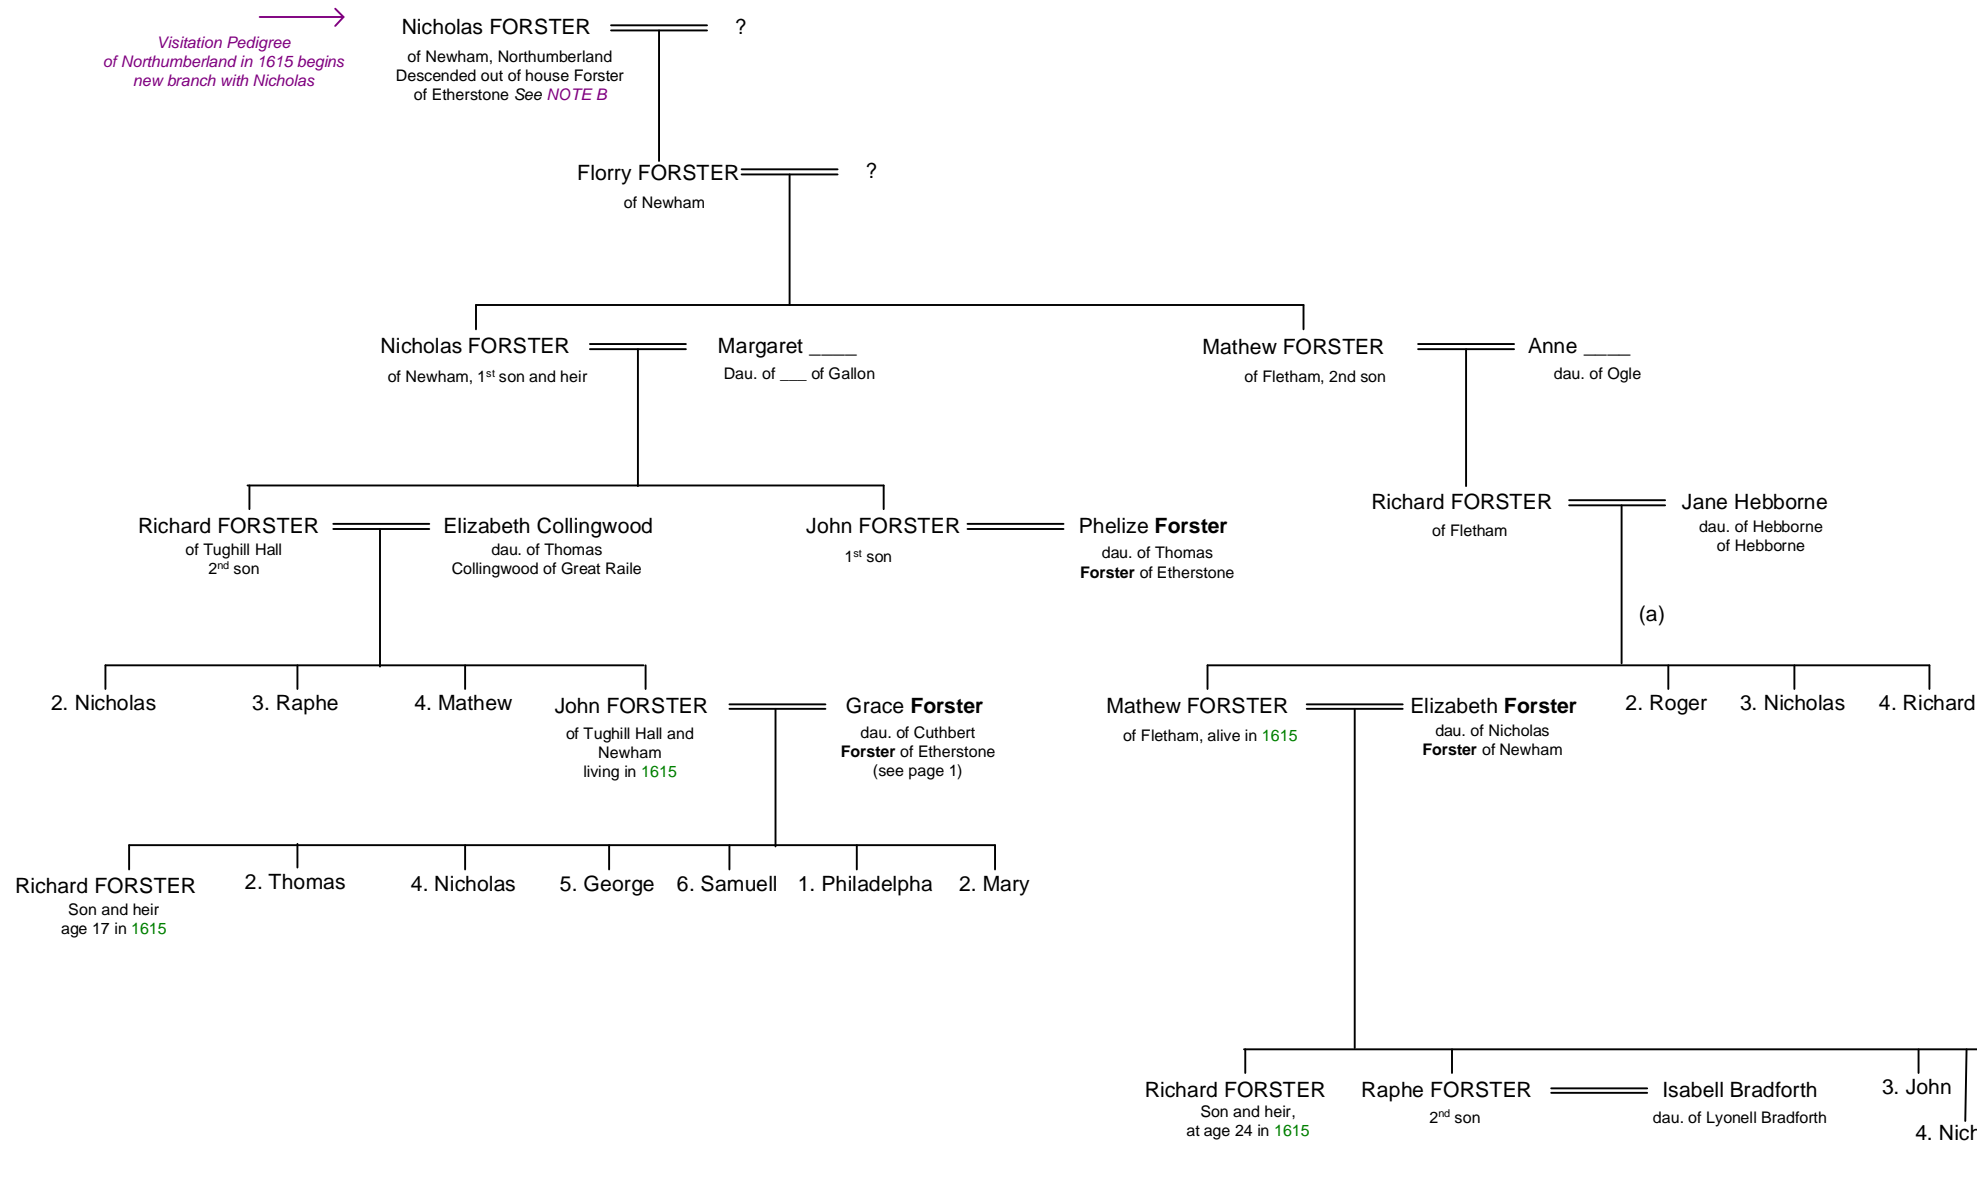 Visitation Pedigree
of Northumberland in 1615 begins
new branch with Nicholas
Nicholas FORSTER
?
of Newham, Northumberland
Descended out of house Forster
of Etherstone See NOTE B
Florry FORSTER
?
of Newham
Nicholas FORSTER
of Newham, 1st son and heir
Margaret ____
Dau. of ___ of Gallon
Mathew FORSTER
of Fletham, 2nd son
Anne ____
dau. of Ogle
Richard FORSTER
of Tughill Hall
2nd son
Elizabeth Collingwood
dau. of Thomas
Collingwood of Great Raile
John FORSTER
1st son
Phelize Forster
dau. of Thomas
Forster of Etherstone
Richard FORSTER
of Fletham
Jane Hebborne
dau. of Hebborne
of Hebborne
(a)
2. Nicholas
3. Raphe
4. Mathew
John FORSTER
of Tughill Hall and
Newham
living in 1615
Grace Forster
dau. of Cuthbert
Forster of Etherstone
(see page 1)
Mathew FORSTER
of Fletham, alive in 1615
Elizabeth Forster
dau. of Nicholas
Forster of Newham
2. Roger
3. Nicholas
4. Richard
Richard FORSTER
Son and heir
age 17 in 1615
2. Thomas
4. Nicholas
5. George
6. Samuell
1. Philadelpha
2. Mary
Richard FORSTER
Son and heir,
at age 24 in 1615
Raphe FORSTER
2nd son
Isabell Bradforth
dau. of Lyonell Bradforth
3. John
4. Nich